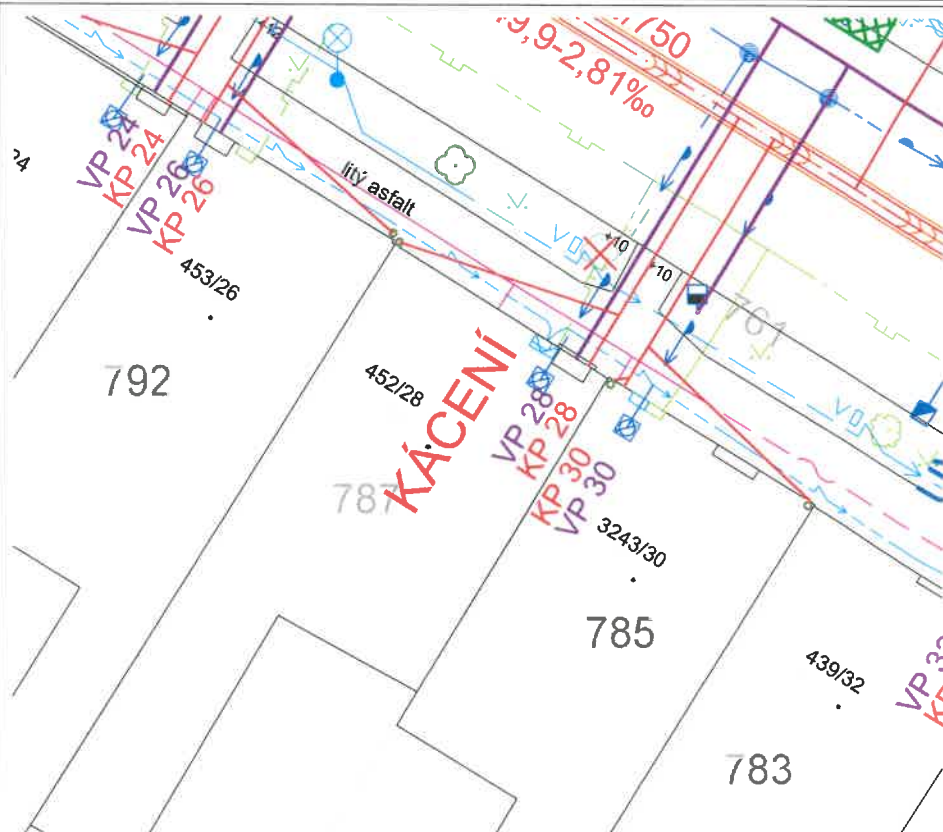 /750
9,9-2,81‰
24
VP 24
KP 24
VP 26
KP 26
litý asfalt
+10
+10
+10
761
453/26
792
452/28
787
KÁCENÍ
VP 28
KP 28
KP 30
VP 30
3243/30
785
439/32
783